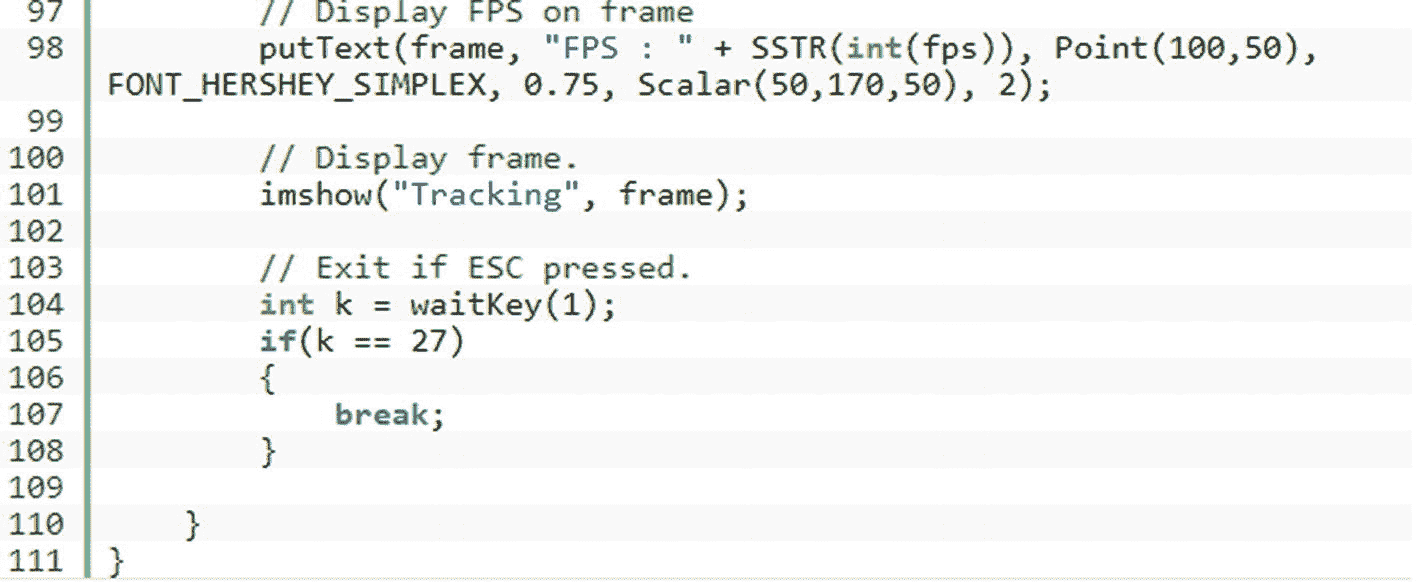 97 // Display FPS on frame
98 putText(frame, "FPS : " + SSTR(int(fps)), Point(100,50),
FONT_HERSHEY_SIMPLEX, 0.75, Scalar(50,170,50), 2);
99
100 // Display frame.
101 imshow("Tracking", frame);
102
103 // Exit if ESC pressed.
104 int k = waitKey(1);
105 if(k == 27)
106 {
107 break;
108 }
109
110 }
111 }